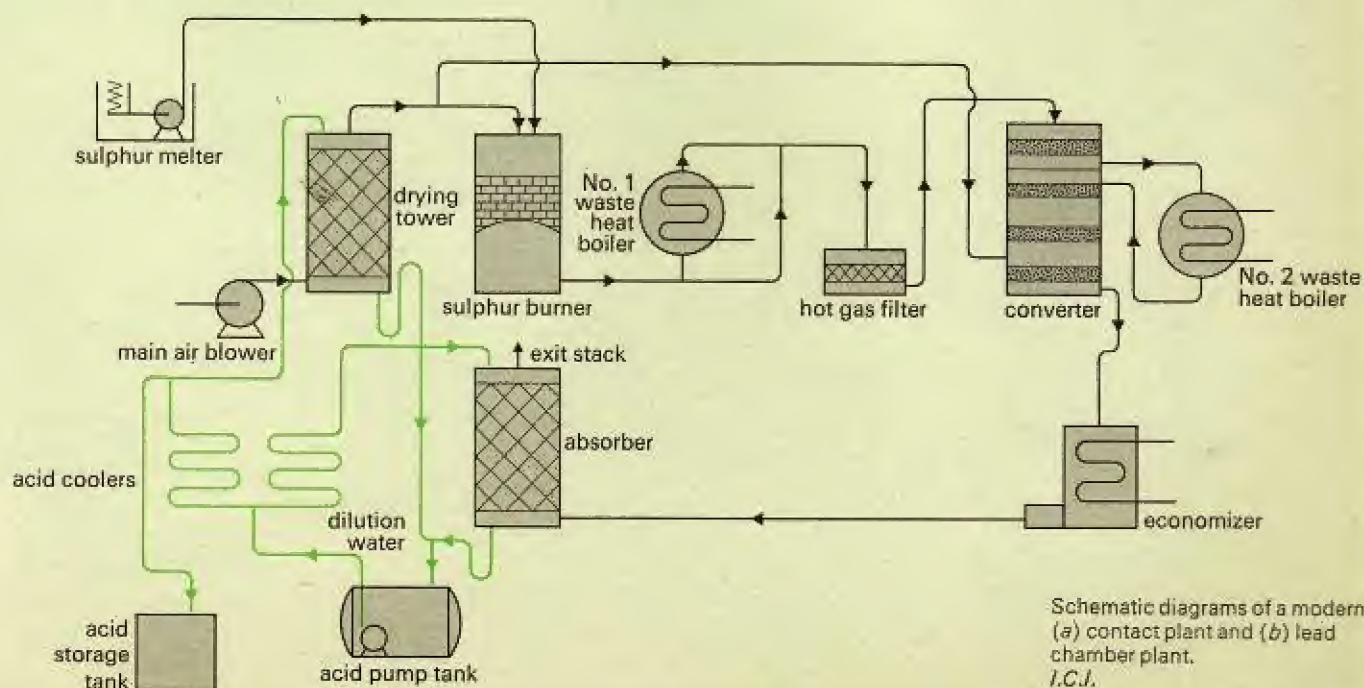 sulphur melter
drying
tower
main air blower
sulphur burner
No. 1
waste
heat
boiler
hot gas filter
converter
No. 2 waste
heat boiler
exit stack
absorber
acid coolers
dilution
water
economizer
acid
storage
tank
acid pump tank
Schematic diagrams of a modern
(a) contact plant and (b) lead
chamber plant.
I.C.I.